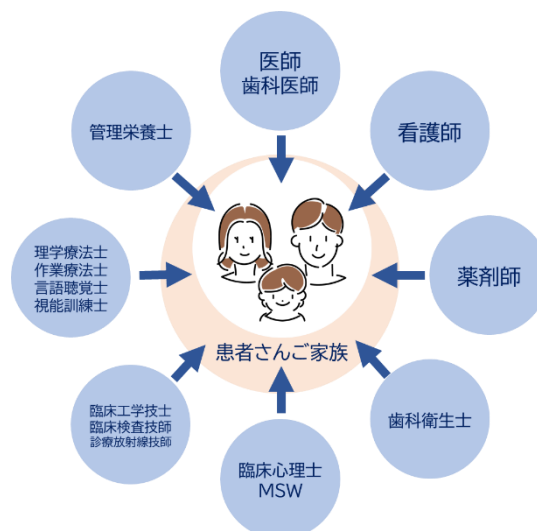 医師
歯科医師
管理栄養士
看護師
理学療法士
作業療法士
言語聴覚士
視能訓練士
薬剤師
患者さんご家族
臨床工学技士
臨床検査技師
診療放射線技師
歯科衛生士
臨床心理士
MSW